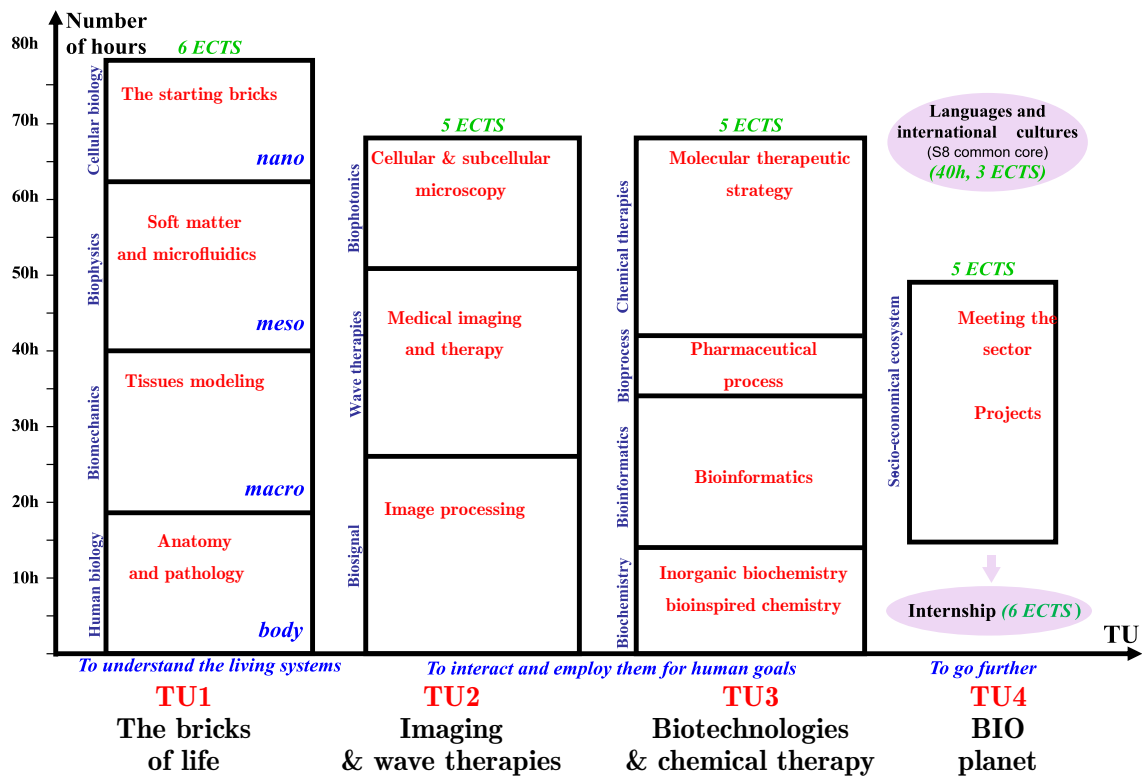 Number
of hours
80h
70h
60h
50h
40h
30h
20h
10h
6 ECTS
Cellular biology
The starting bricks
nano
Biophysics
Soft matter
and microfluidics
meso
Biomechanics
Tissues modeling
macro
Human biology
Anatomy
and pathology
body
5 ECTS
Biophotonics
Cellular & subcellular
microscopy
Wave therapies
Medical imaging
and therapy
Biosignal
Image processing
5 ECTS
Chemical therapies
Molecular therapeutic
strategy
Bioprocess
Pharmaceutical
process
Bioinformatics
Bioinformatics
Biochemistry
Inorganic biochemistry
bioinspired chemistry
Languages and
international cultures
(S8 common core)
(40h, 3 ECTS)
5 ECTS
Socio-economical ecosystem
Meeting the
sector
Projects
Internship (6 ECTS )
TU
To understand the living systems
To interact and employ them for human goals
To go further
TU1
The bricks
of life
TU2
Imaging
& wave therapies
TU3
Biotechnologies
& chemical therapy
TU4
BIO
planet